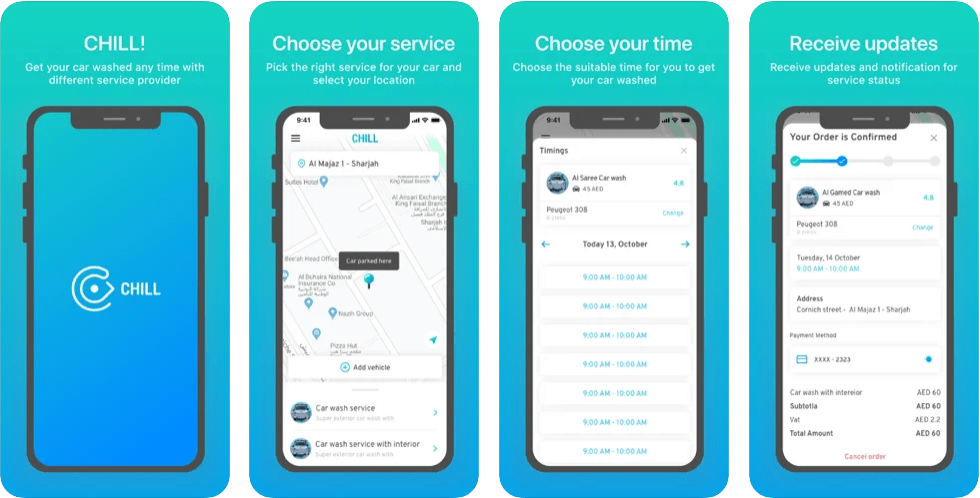 CHILL!
Get your car washed any time with
different service provider
CHILL
Choose your service
Pick the right service for your car and
select your location
9:41
CHILL
Al Majaz 1 - Sharjah
Suites Hotel
King Faisal Branch
Al Ansari Exchange
King Faisal Branch
Sharjah I
Bee'ah Head Office
Car parked here
Al Buhaira National
Insurance Co.
Nazih Group
Pizza Hut
Add vehicle
Car wash service
Super exterior car wash with
Car wash service with interior
Super exterior car wash with
Choose your time
Choose the suitable time for you to get
your car washed
9:41
Timings
Al Saree Car wash
4.8
45 AED
Peugeot 308
Change
Today 13, October
9:00 AM - 10:00 AM
9:00 AM - 10:00 AM
9:00 AM - 10:00 AM
9:00 AM - 10:00 AM
9:00 AM - 10:00 AM
9:00 AM - 10:00 AM
9:00 AM - 10:00 AM
Receive updates
Receive updates and notification for
service status
Your Order is Confirmed
Al Gamed Car wash
4.8
45 AED
Peugeot 308
Change
Tuesday, 14 October
9:00 AM - 10:00 AM
Address
Cornich street - Al Majaz 1 - Sharjah
Payment Method
XXXX - 2323
Car wash with intereior AED 60
Subtotla AED 60
Vat AED 2.2
Total Amount AED 60
Cancel order